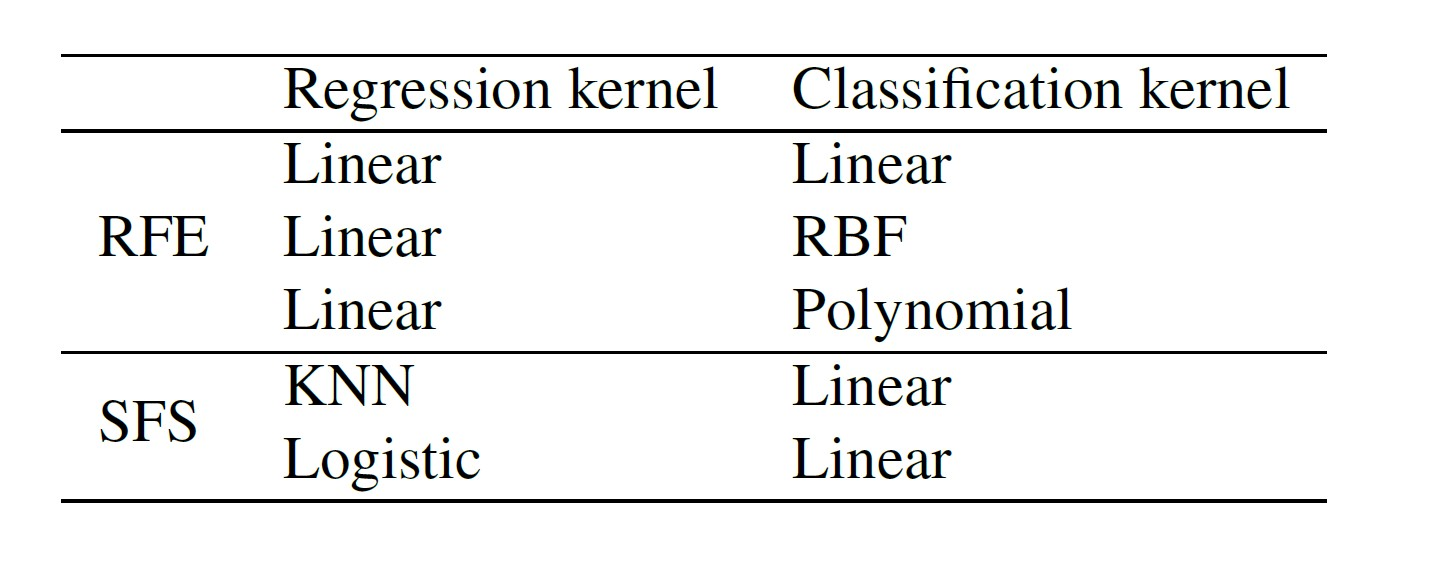 Regression kernel Classification kernel
Linear Linear
RFE Linear RBF
Linear Polynomial
KNN Linear
SFS
Logistic Linear